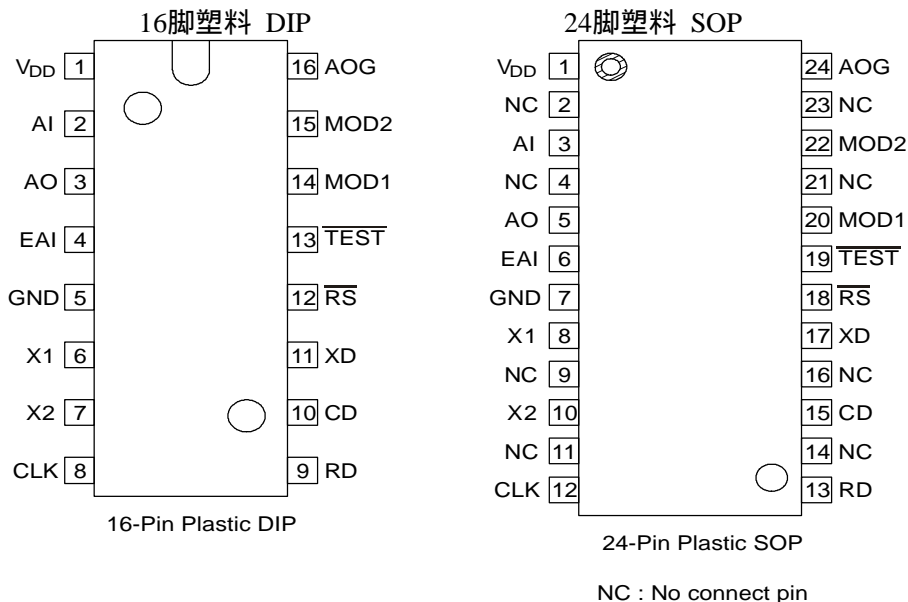 16脚塑料 DIP
VDD 1 16 AOG
AI 2 15 MOD2
AO 3 14 MOD1
EAI 4 13 TEST
GND 5 12 RS
X1 6 11 XD
X2 7 10 CD
CLK 8 9 RD
16-Pin Plastic DIP
24脚塑料 SOP
VDD 1 24 AOG
NC 2 23 NC
AI 3 22 MOD2
NC 4 21 NC
AO 5 20 MOD1
EAI 6 19 TEST
GND 7 18 RS
X1 8 17 XD
NC 9 16 NC
X2 10 15 CD
NC 11 14 NC
CLK 12 13 RD
24-Pin Plastic SOP
NC : No connect pin